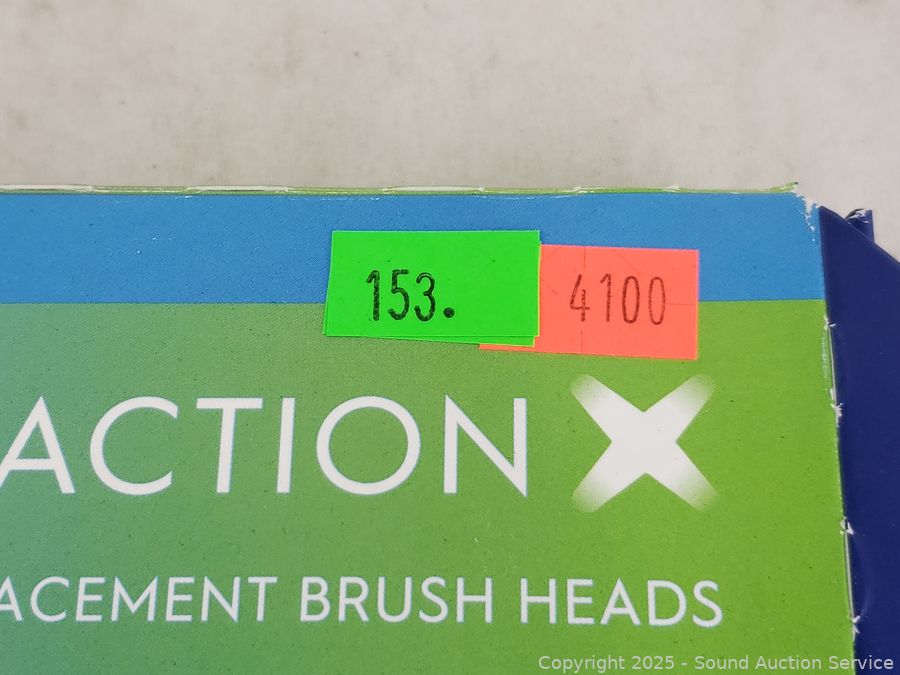 153.
4100
ACTION X
ACEMENT BRUSH HEADS
Copyright 2025 - Sound Auction Service